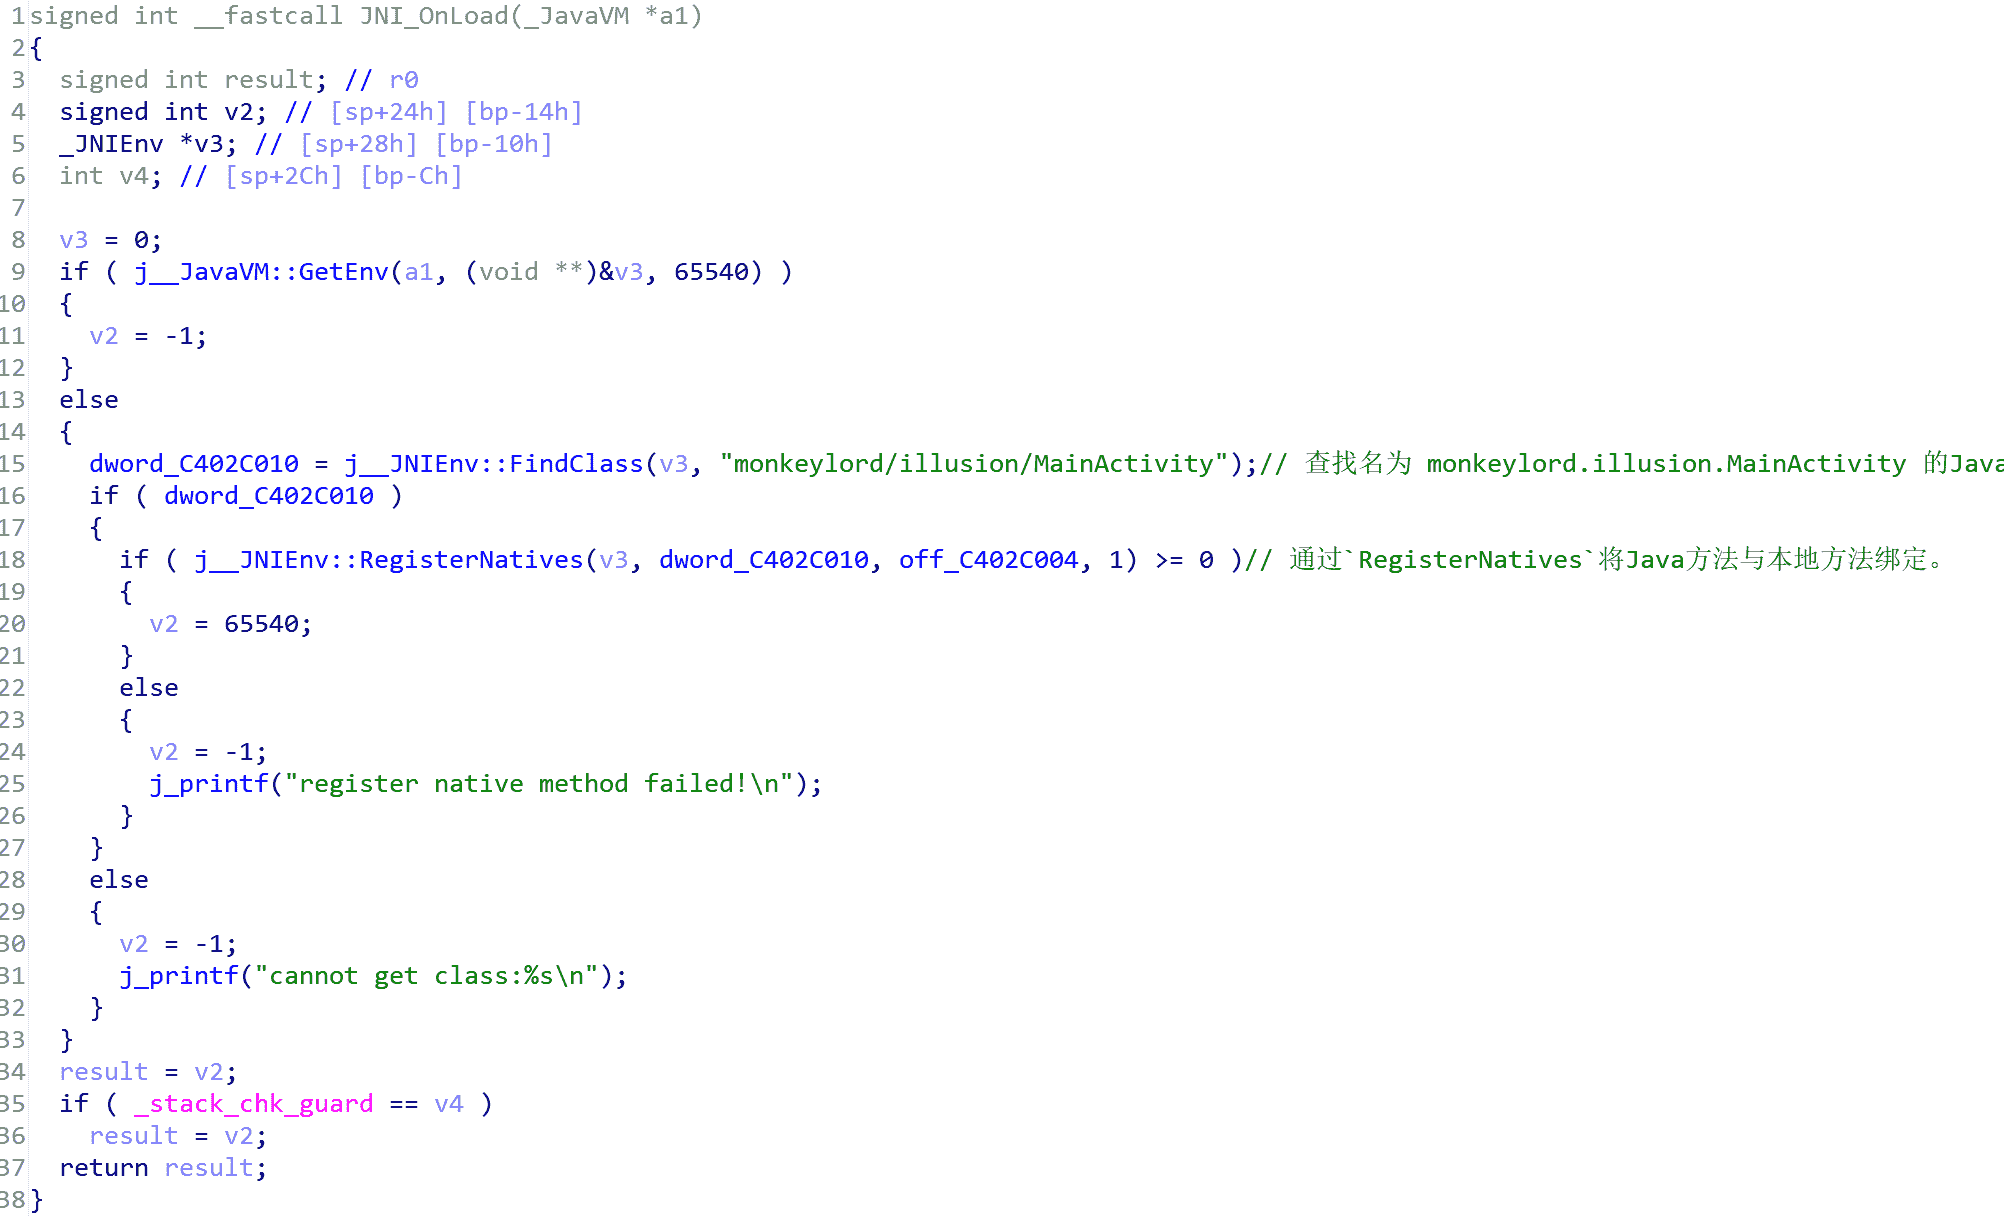 1 signed int __fastcall JNI_OnLoad(_JavaVM *a1)
2 {
3   signed int result; // r0
4   signed int v2; // [sp+24h] [bp-14h]
5   _JNIEnv *v3; // [sp+28h] [bp-10h]
6   int v4; // [sp+2Ch] [bp-Ch]
7
8   v3 = 0;
9   if ( j__JavaVM::GetEnv(a1, (void **)&v3, 65540) )
10   {
11     v2 = -1;
12   }
13   else
14   {
15     dword_C402C010 = j__JNIEnv::FindClass(v3, "monkeylord/illusion/MainActivity");// 查找名为 monkeylord.illusion.MainActivity 的Java
16     if ( dword_C402C010 )
17     {
18       if ( j__JNIEnv::RegisterNatives(v3, dword_C402C010, off_C402C004, 1) >= 0 )// 通过`RegisterNatives`将Java方法与本地方法绑定。
19       {
20         v2 = 65540;
21       }
22       else
23       {
24         v2 = -1;
25         j_printf("register native method failed!\n");
26       }
27     }
28     else
29     {
30       v2 = -1;
31       j_printf("cannot get class:%s\n");
32     }
33   }
34   result = v2;
35   if ( _stack_chk_guard == v4 )
36     result = v2;
37   return result;
38 }